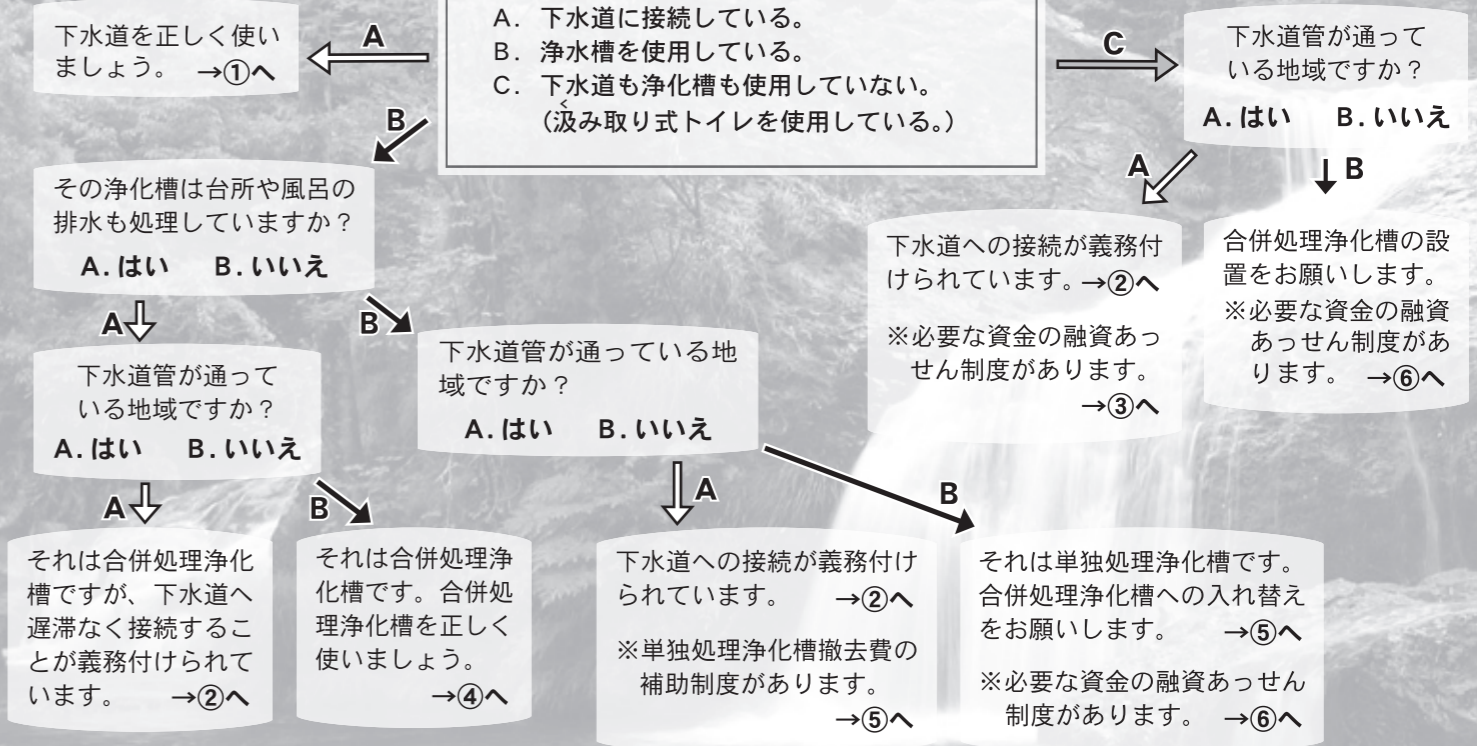 A. 下水道に接続している。
B. 浄水槽を使用している。
C. 下水道も浄化槽も使用していない。
く
（汲み取り式トイレを使用している。）
A
下水道を正しく使い
ましょう。 →①へ
B
その浄化槽は台所や風呂の
排水も処理していますか？
A. はい B. いいえ
A
下水道管が通って
いる地域ですか？
A. はい B. いいえ
A
それは合併処理浄化
槽ですが、下水道へ
遅滞なく接続するこ
とが義務付けられて
います。 →②へ
B
それは合併処理浄
化槽です。合併処
理浄化槽を正しく
使いましょう。
→④へ
B
下水道管が通っている地
域ですか？
A. はい B. いいえ
A
下水道への接続が義務付け
られています。 →②へ
※単独処理浄化槽撤去費の
補助制度があります。
→⑤へ
B
それは単独処理浄化槽です。
合併処理浄化槽への入れ替え
をお願いします。 →⑤へ
※必要な資金の融資あっせん
制度があります。 →⑥へ
C
下水道管が通って
いる地域ですか？
A. はい B. いいえ
A
下水道への接続が義務付
けられています。→②へ
※必要な資金の融資あっ
せん制度があります。
→③へ
B
合併処理浄化槽の設
置をお願いします。
※必要な資金の融資
あっせん制度があ
ります。 →⑥へ